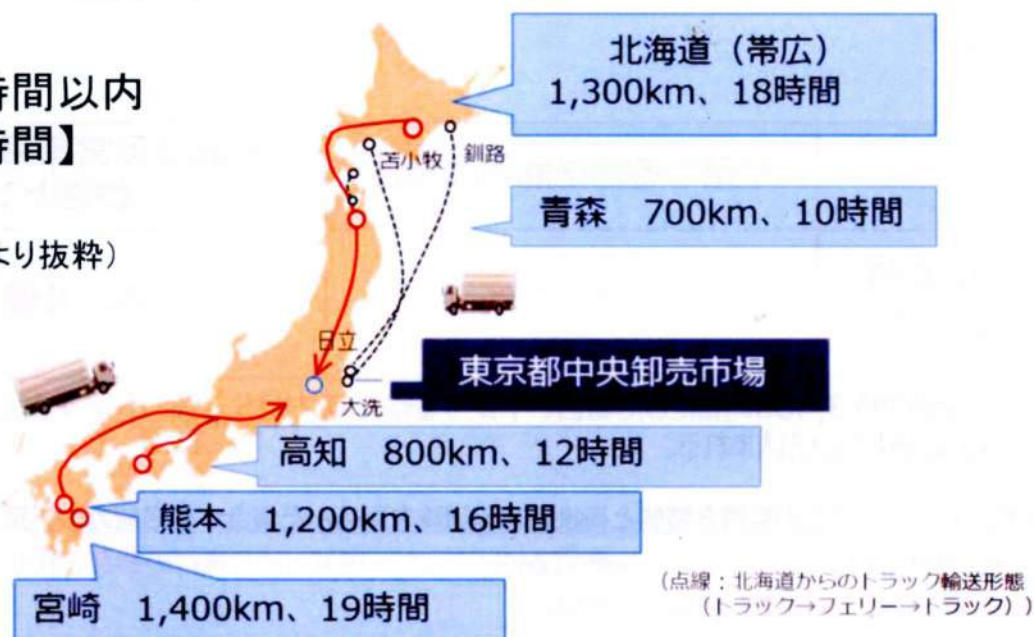 時間以内
時間】
より抜粋）
北海道（帯広）
1,300km、18時間
苫小牧
釧路
青森　700km、10時間
日立
東京都中央卸売市場
大洗
高知　800km、12時間
熊本　1,200km、16時間
宮崎　1,400km、19時間
（点線：北海道からのトラック輸送形態
（トラック→フェリー→トラック））